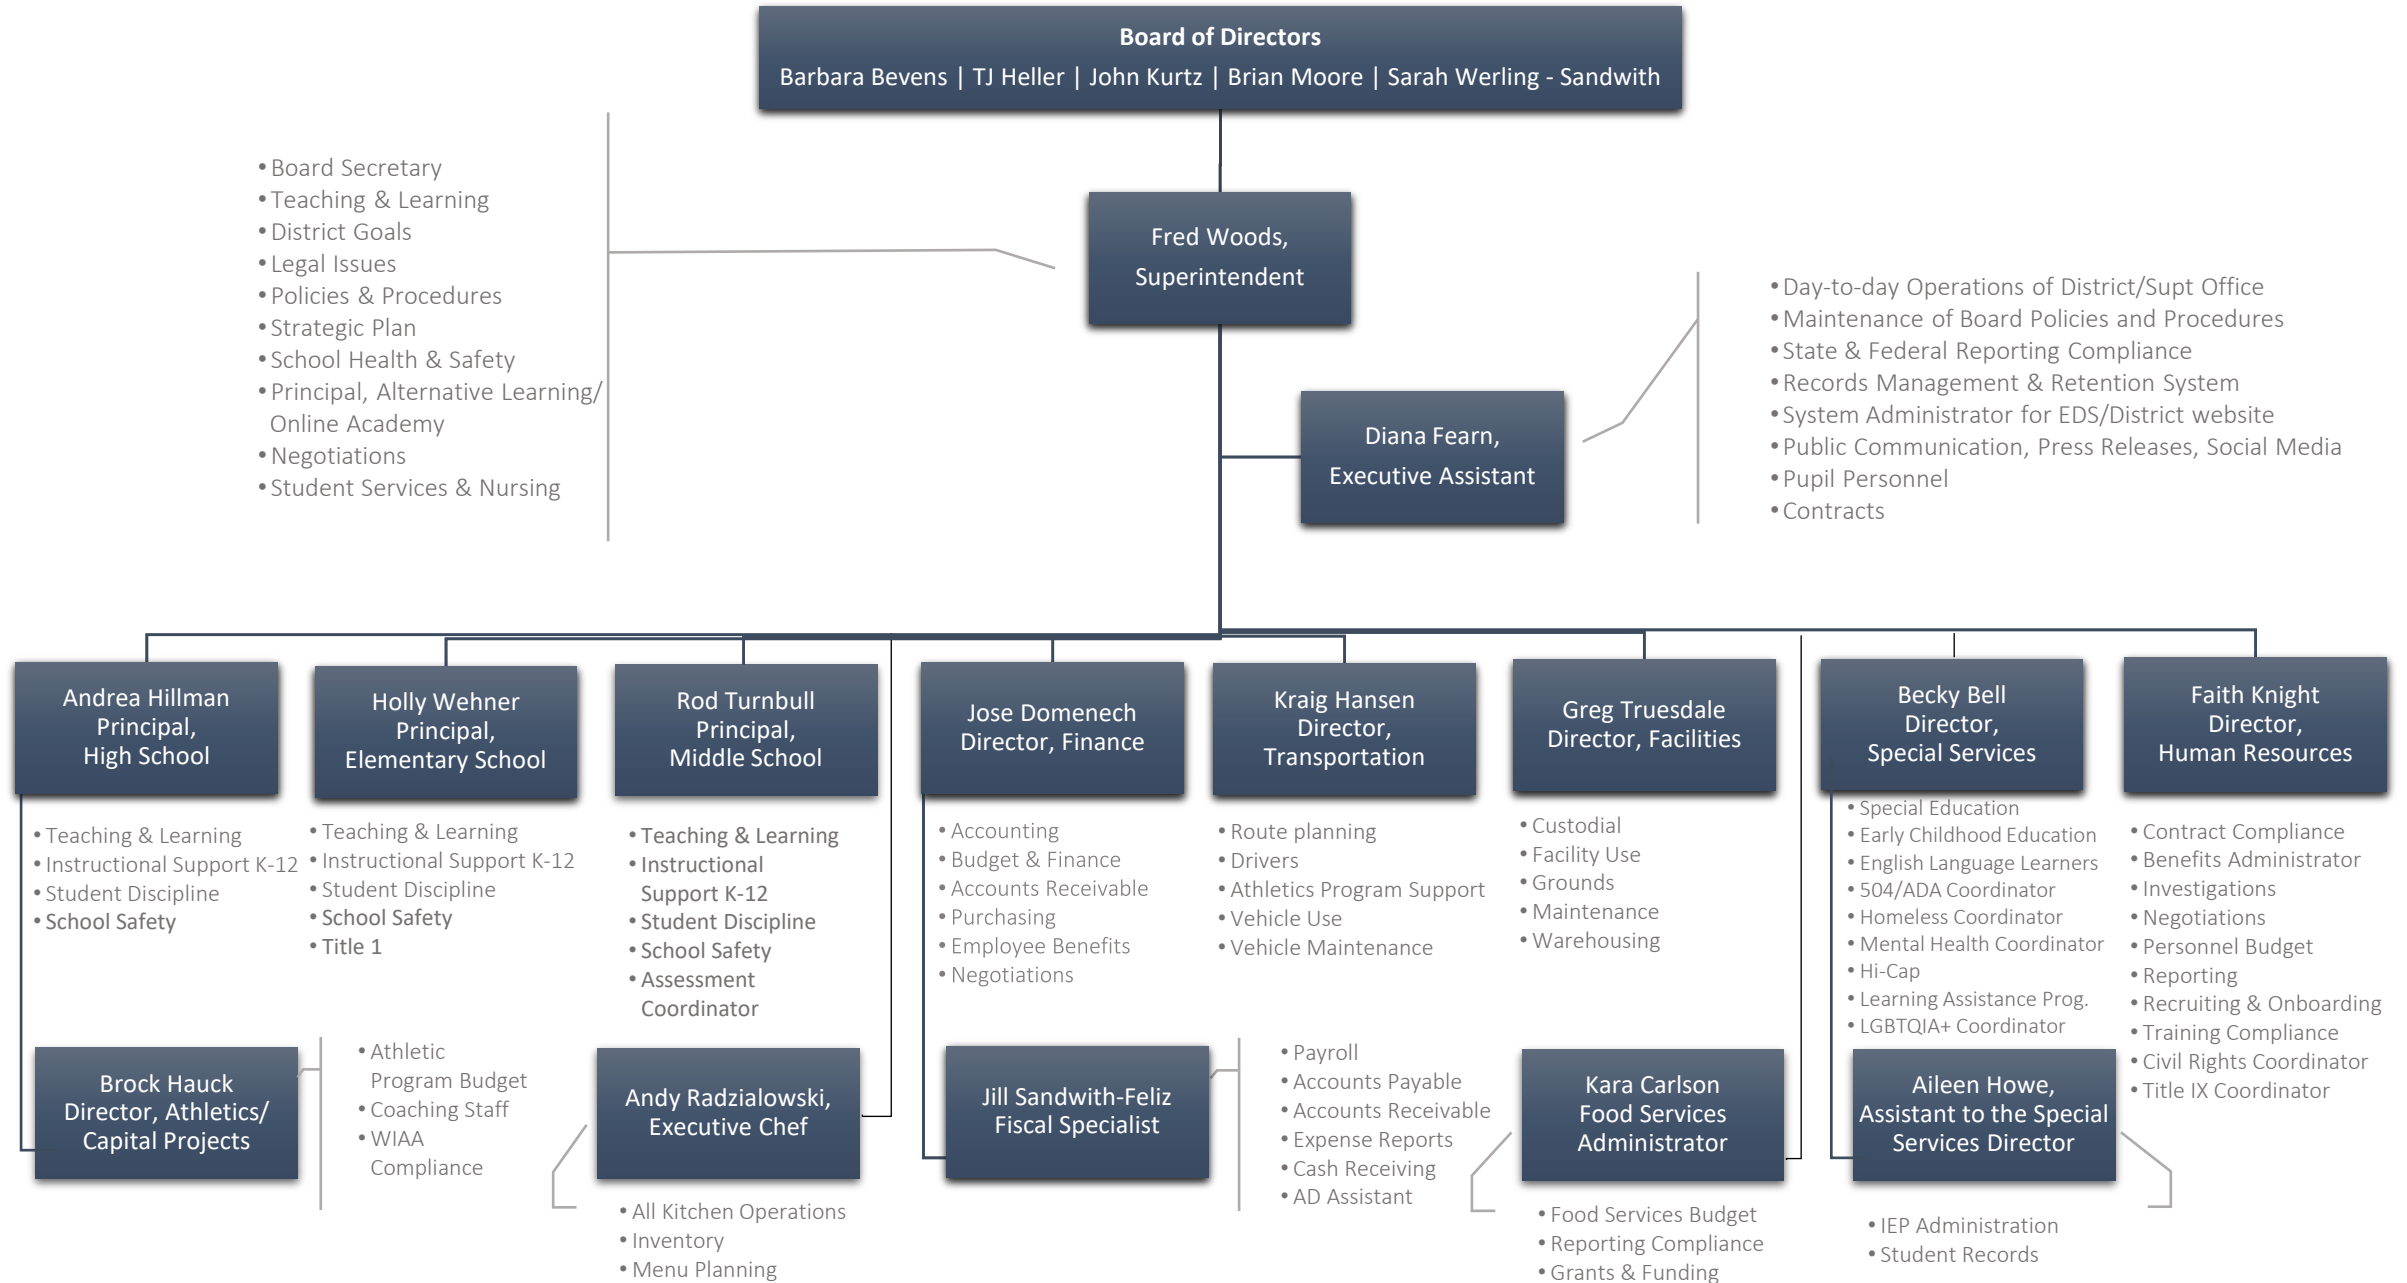 Board of Directors
Barbara Bevens | TJ Heller | John Kurtz | Brian Moore | Sarah Werling - Sandwith
• Board Secretary
• Teaching & Learning
• District Goals
• Legal Issues
• Policies & Procedures
• Strategic Plan
• School Health & Safety
• Principal, Alternative Learning/
Online Academy
• Negotiations
• Student Services & Nursing
Fred Woods,
Superintendent
Diana Fearn,
Executive Assistant
• Day-to-day Operations of District/Supt Office
• Maintenance of Board Policies and Procedures
• State & Federal Reporting Compliance
• Records Management & Retention System
• System Administrator for EDS/District website
• Public Communication, Press Releases, Social Media
• Pupil Personnel
• Contracts
Andrea Hillman
Principal,
High School
• Teaching & Learning
• Instructional Support K-12
• Student Discipline
• School Safety
Holly Wehner
Principal,
Elementary School
• Teaching & Learning
• Instructional Support K-12
• Student Discipline
• School Safety
• Title 1
Rod Turnbull
Principal,
Middle School
• Teaching & Learning
• Instructional
Support K-12
• Student Discipline
• School Safety
• Assessment
Coordinator
Jose Domenech
Director, Finance
• Accounting
• Budget & Finance
• Accounts Receivable
• Purchasing
• Employee Benefits
• Negotiations
Kraig Hansen
Director,
Transportation
• Route planning
• Drivers
• Athletics Program Support
• Vehicle Use
• Vehicle Maintenance
Greg Truesdale
Director, Facilities
• Custodial
• Facility Use
• Grounds
• Maintenance
• Warehousing
Becky Bell
Director,
Special Services
• Special Education
• Early Childhood Education
• English Language Learners
• 504/ADA Coordinator
• Homeless Coordinator
• Mental Health Coordinator
• Hi-Cap
• Learning Assistance Prog.
• LGBTQIA+ Coordinator
Faith Knight
Director,
Human Resources
• Contract Compliance
• Benefits Administrator
• Investigations
• Negotiations
• Personnel Budget
• Reporting
• Recruiting & Onboarding
• Training Compliance
• Civil Rights Coordinator
• Title IX Coordinator
Brock Hauck
Director, Athletics/
Capital Projects
• Athletic
Program Budget
• Coaching Staff
• WIAA
Compliance
Andy Radzialowski,
Executive Chef
• All Kitchen Operations
• Inventory
• Menu Planning
Jill Sandwith-Feliz
Fiscal Specialist
• Payroll
• Accounts Payable
• Accounts Receivable
• Expense Reports
• Cash Receiving
• AD Assistant
Kara Carlson
Food Services
Administrator
• Food Services Budget
• Reporting Compliance
• Grants & Funding
Aileen Howe,
Assistant to the Special
Services Director
• IEP Administration
• Student Records